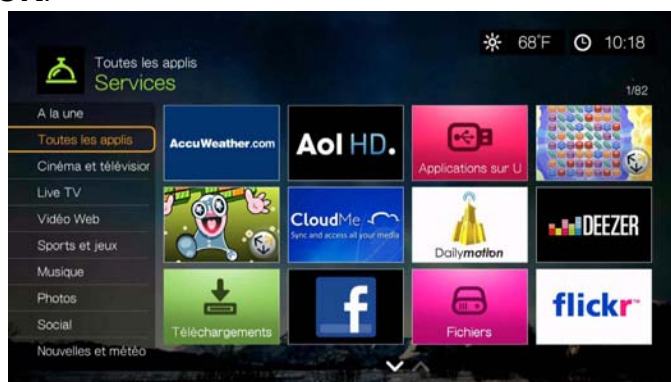 OK.
68°F 10:18
Toutes les applis
Services
1/82
A la une
Toutes les applis
Cinéma et télévision
Live TV
Vidéo Web
Sports et jeux
Musique
Photos
Social
Nouvelles et météo
AccuWeather.com
Aol HD.
Applications sur U
CloudMe
Sync and access all your media
Dailymotion
DEEZER
Téléchargements
f
Fichiers
flickr